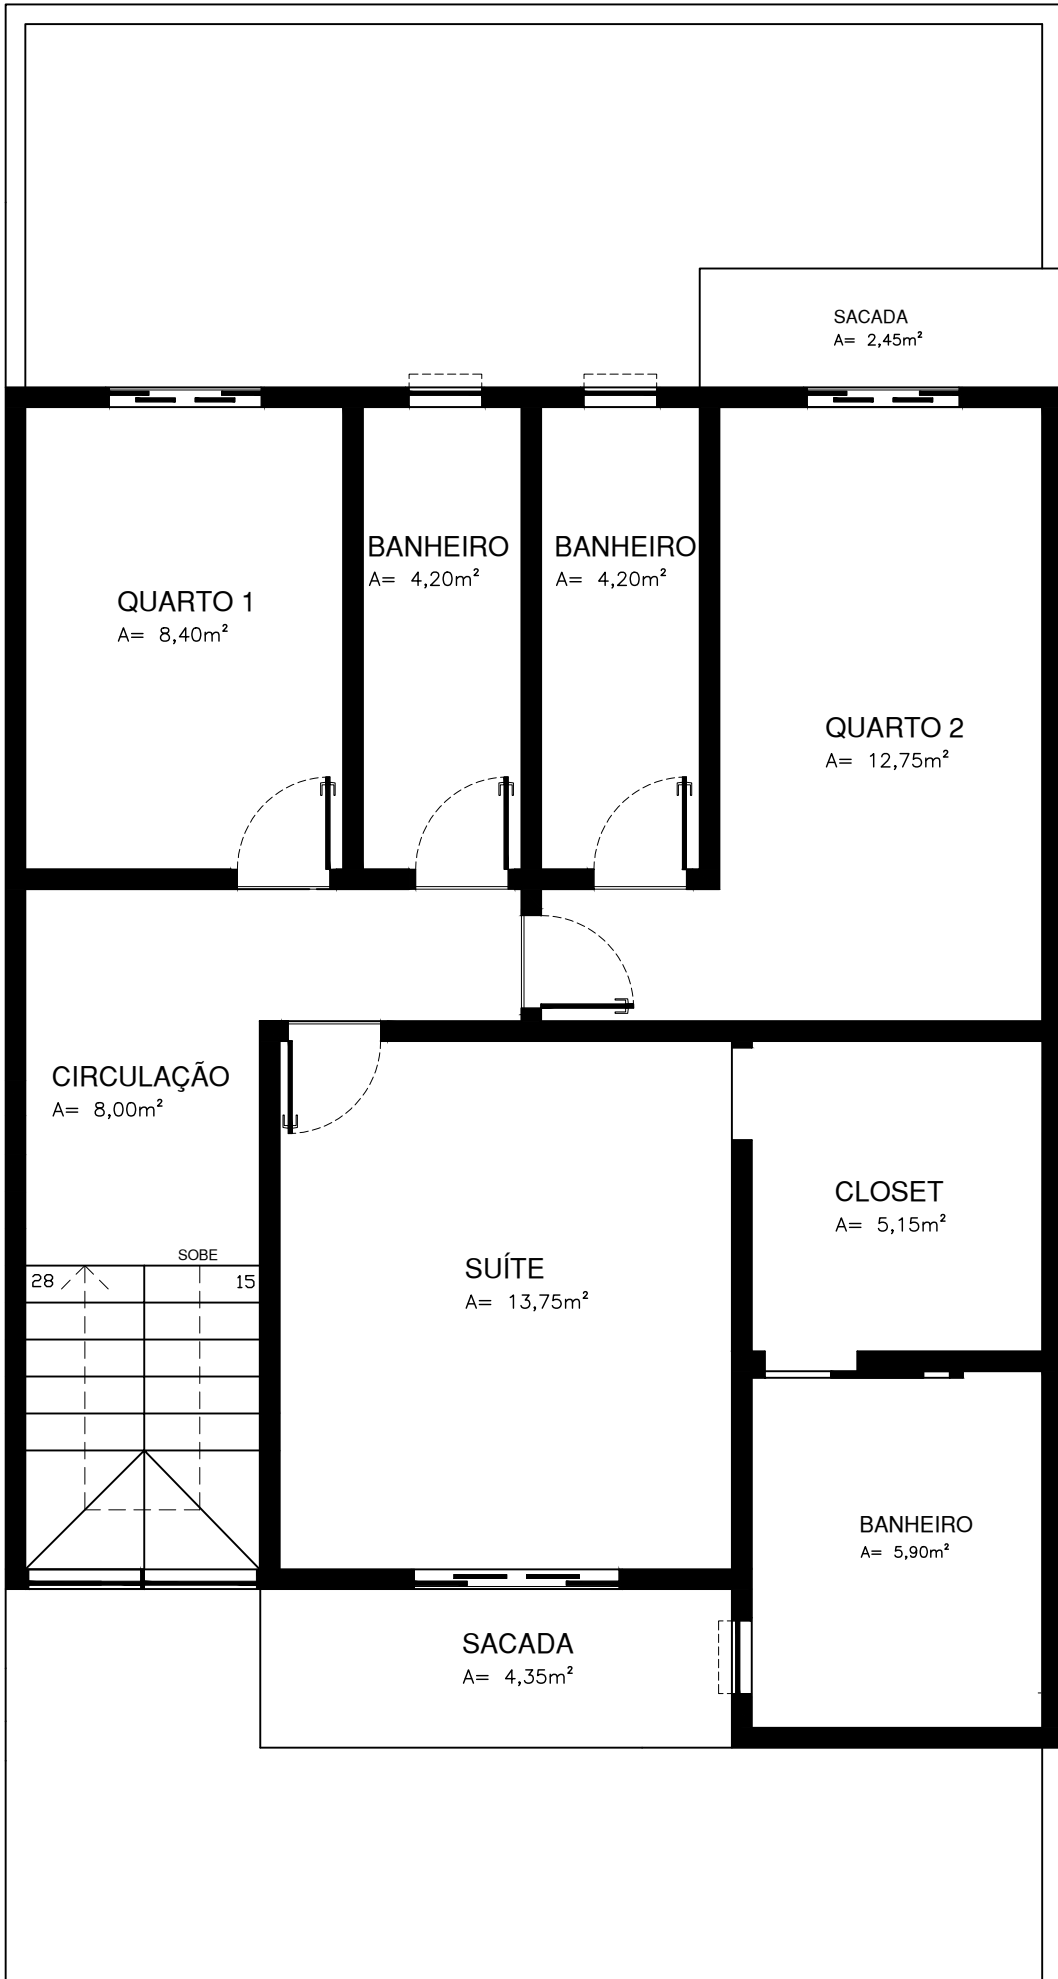 SACADA
A= 2,45m²
BANHEIRO
A= 4,20m²
BANHEIRO
A= 4,20m²
QUARTO 1
A= 8,40m²
QUARTO 2
A= 12,75m²
CIRCULAÇÃO
A= 8,00m²
CLOSET
A= 5,15m²
SOBE
28
15
SUÍTE
A= 13,75m²
BANHEIRO
A= 5,90m²
SACADA
A= 4,35m²